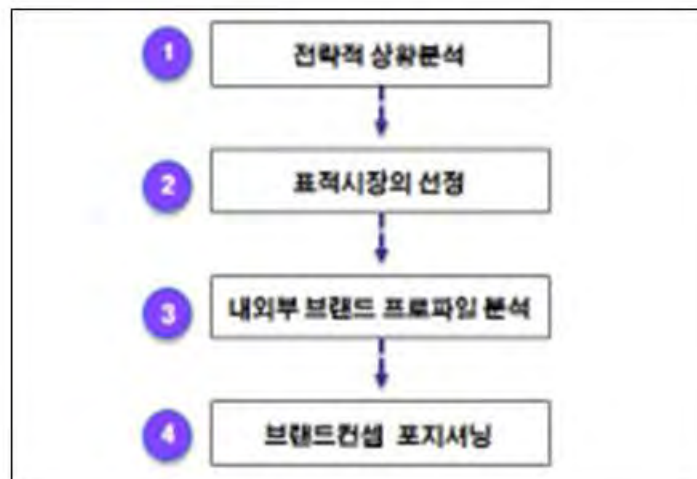 1
전략적 상황분석
2
표적시장의 선정
3
내외부 브랜드 프로파일 분석
4
브랜드컨셉 포지셔닝